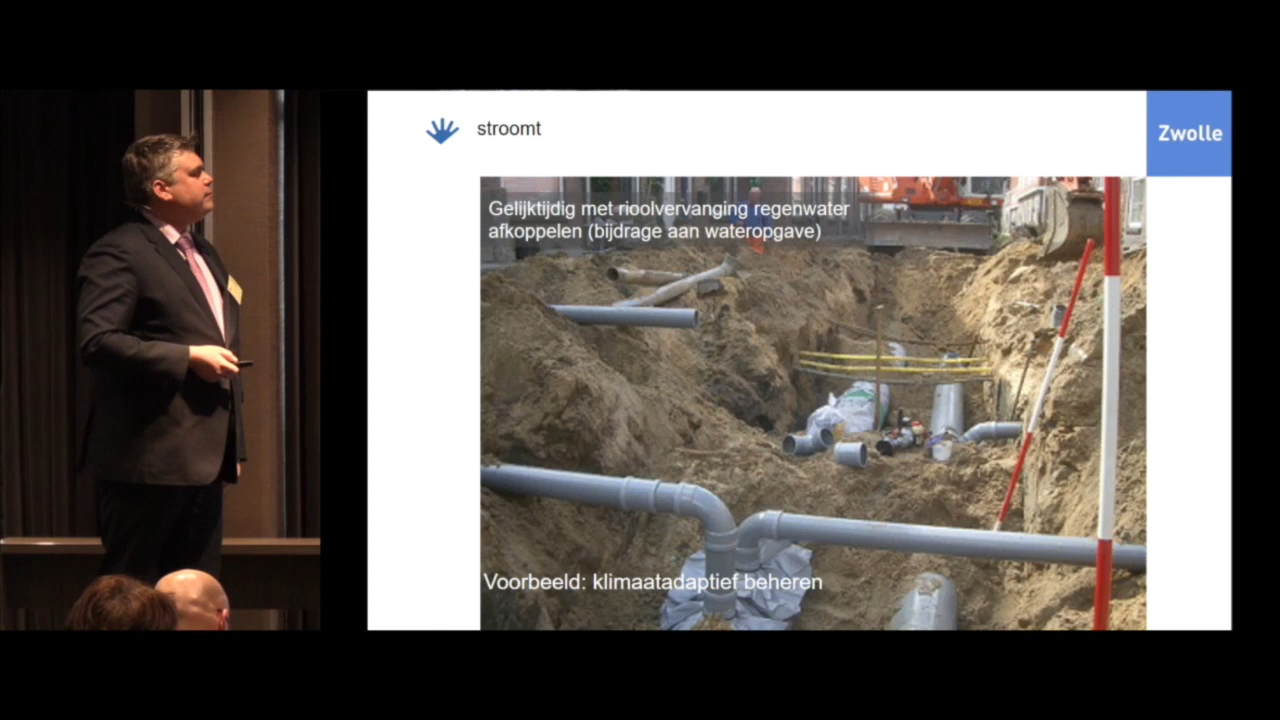 stroomt
Zwolle
Gelijktijdig met rioolvervanging regenwater
afkoppelen (bijdrage aan wateropgave)
Voorbeeld: klimaatadaptief beheren